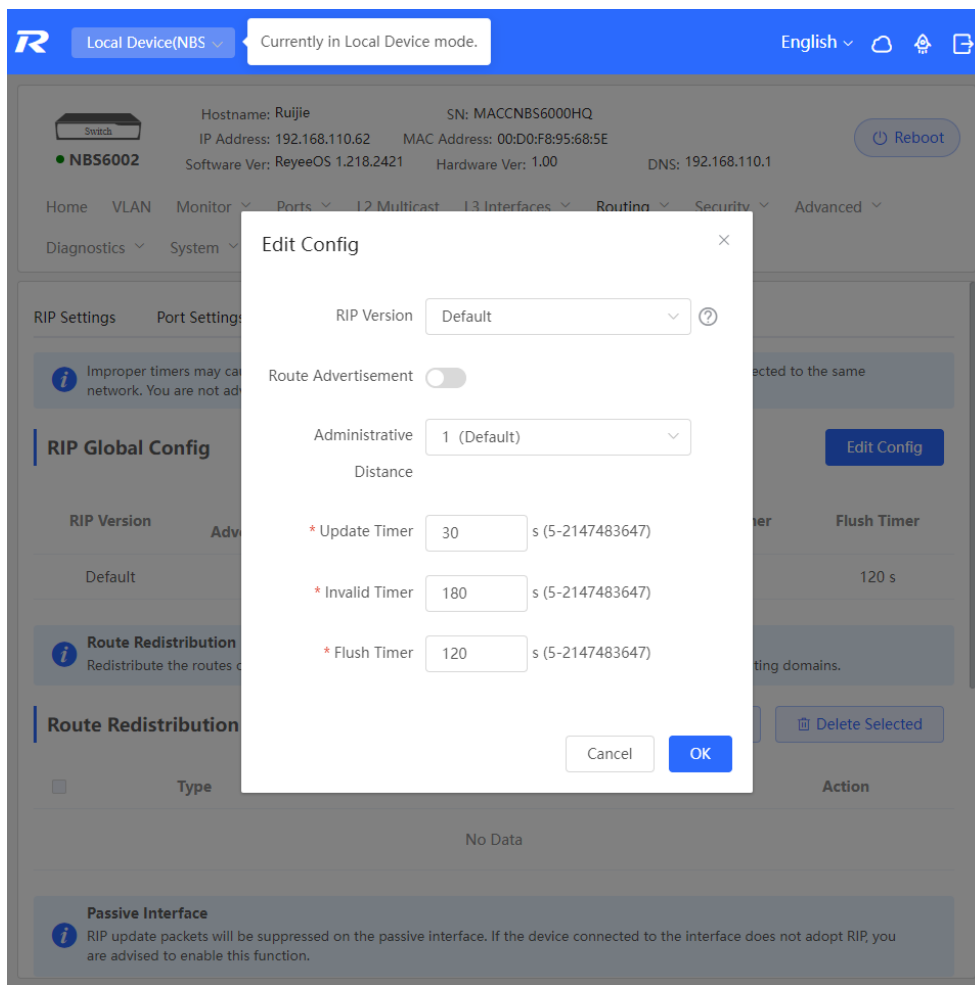 Local Device(NBS
Currently in Local Device mode.
English
Switch
NBS6002
Hostname: Ruijie
SN: MACCNBS6000HQ
IP Address: 192.168.110.62
MAC Address: 00:D0:F8:95:68:5E
Software Ver: ReyeeOS 1.218.2421
Hardware Ver: 1.00
DNS: 192.168.110.1
Reboot
Home VLAN Monitor Ports L2 Multicast L3 Interfaces Routing Security Advanced
Diagnostics System
Edit Config
RIP Version Default
Route Advertisement
Administrative Distance 1 (Default)
* Update Timer 30 s (5-2147483647)
* Invalid Timer 180 s (5-2147483647)
* Flush Timer 120 s (5-2147483647)
Cancel OK
RIP Settings Port Settings
Improper timers may
ected to the same
network. You are not
RIP Global Config
Edit Config
RIP Version
Flush Timer
Default
120 s
Route Redistribution
Redistribute the routes
ting domains.
Route Redistribution
Delete Selected
Type
Action
No Data
Passive Interface
RIP update packets will be suppressed on the passive interface. If the device connected to the interface does not adopt RIP, you
are advised to enable this function.